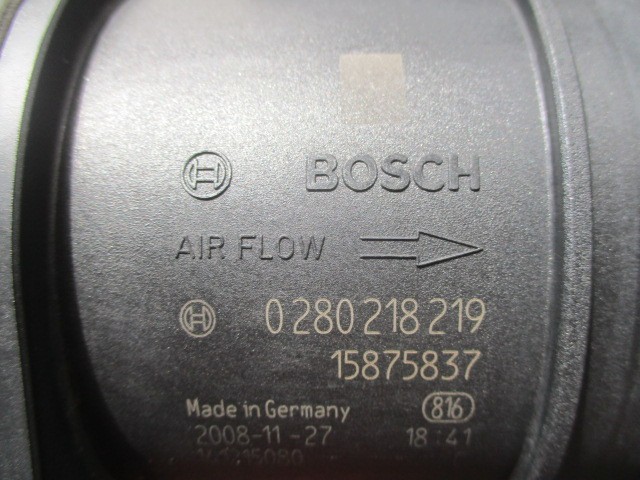 BOSCH
AIR FLOW
0 280 218 219
15875837
Made in Germany 816
2008-11-27 18:41